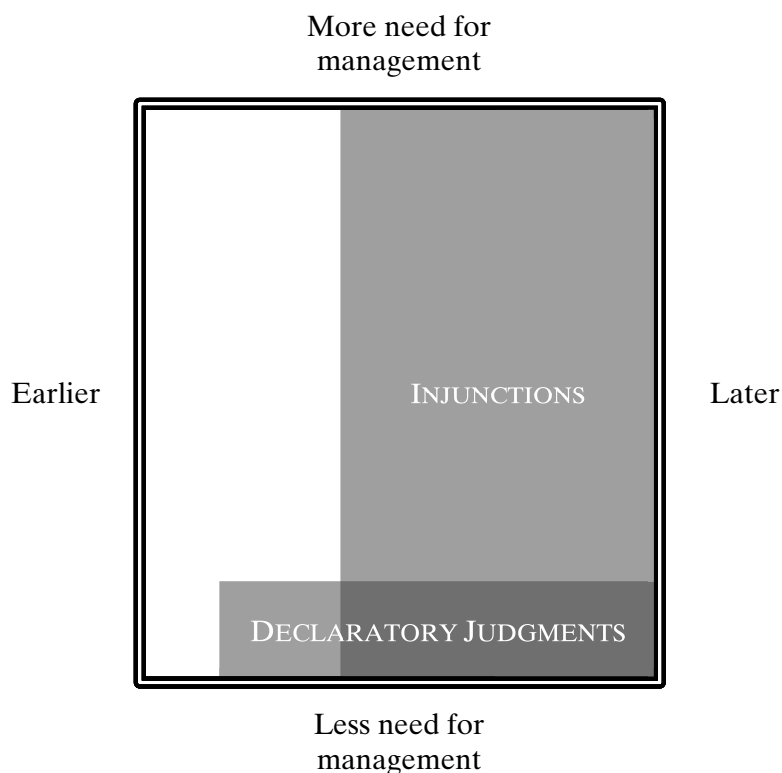 More need for
management
Earlier
INJUNCTIONS
Later
DECLARATORY JUDGMENTS
Less need for
management